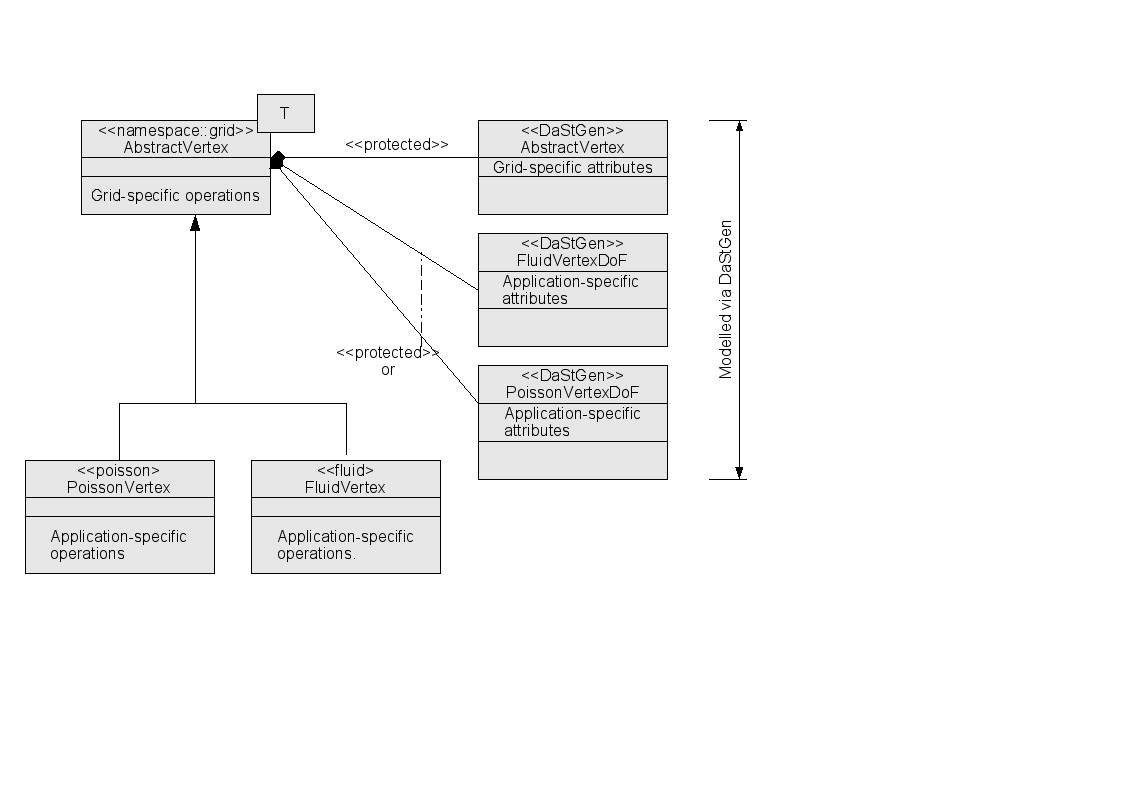 T
<<namespace::grid>>
AbstractVertex
Grid-specific operations
<<protected>>
<<DaStGen>>
AbstractVertex
Grid-specific attributes
<<DaStGen>>
FluidVertexDoF
Application-specific
attributes
<<protected>>
or
<<DaStGen>>
PoissonVertexDoF
Application-specific
attributes
Modelled via DaStGen
<<poisson>
PoissonVertex
Application-specific
operations
<<fluid>
FluidVertex
Application-specific
operations.